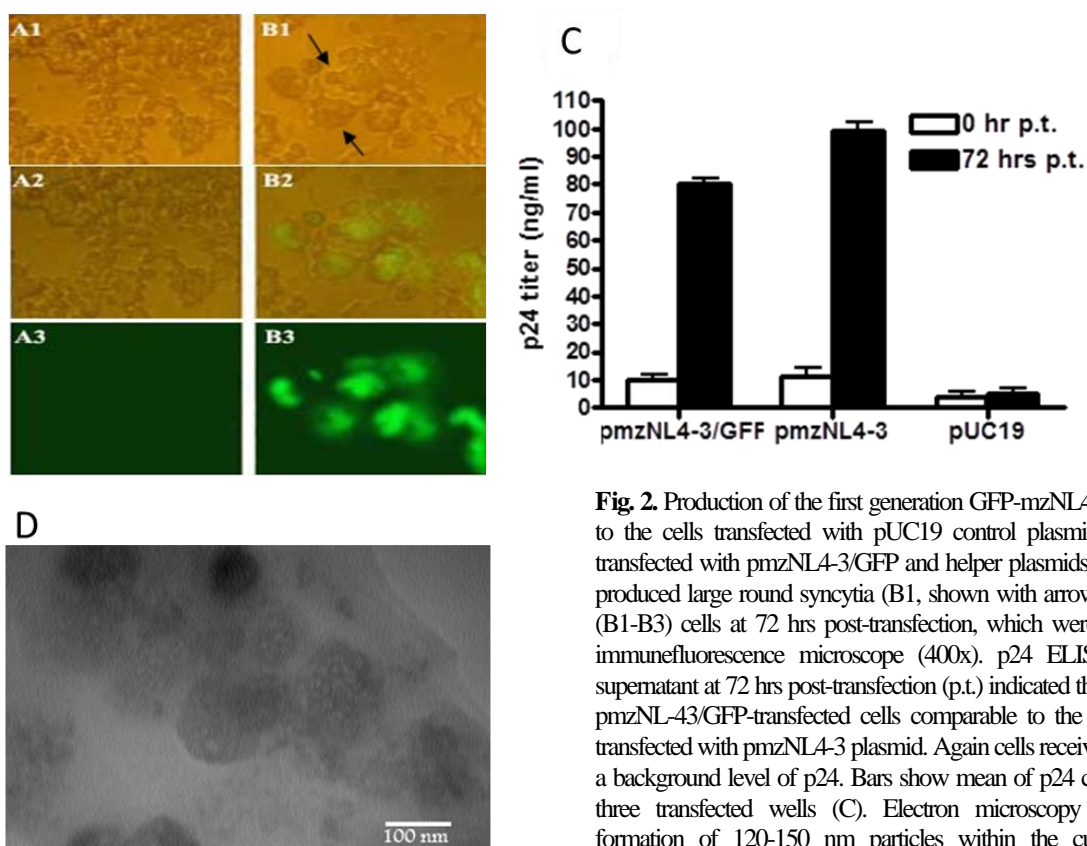 A1
B1
A2
B2
A3
B3
C
110
100
90
80
70
60
50
40
30
20
10
0
p24 titer (ng/ml)
0 hr p.t.
72 hrs p.t.
pmzNL4-3/GFF
pmzNL4-3
pUC19
D
100 nm
Fig. 2. Production of the first generation GFP-mzNL4
to the cells transfected with pUC19 control plasmi
transfected with pmzNL4-3/GFP and helper plasmids
produced large round syncytia (B1, shown with arrow
(B1-B3) cells at 72 hrs post-transfection, which were
immunefluorescence microscope (400x). p24 ELIS
supernatant at 72 hrs post-transfection (p.t.) indicated th
pmzNL-43/GFP-transfected cells comparable to the
transfected with pmzNL4-3 plasmid. Again cells receiv
a background level of p24. Bars show mean of p24 c
three transfected wells (C). Electron microscopy
formation of 120-150 nm particles within the cu